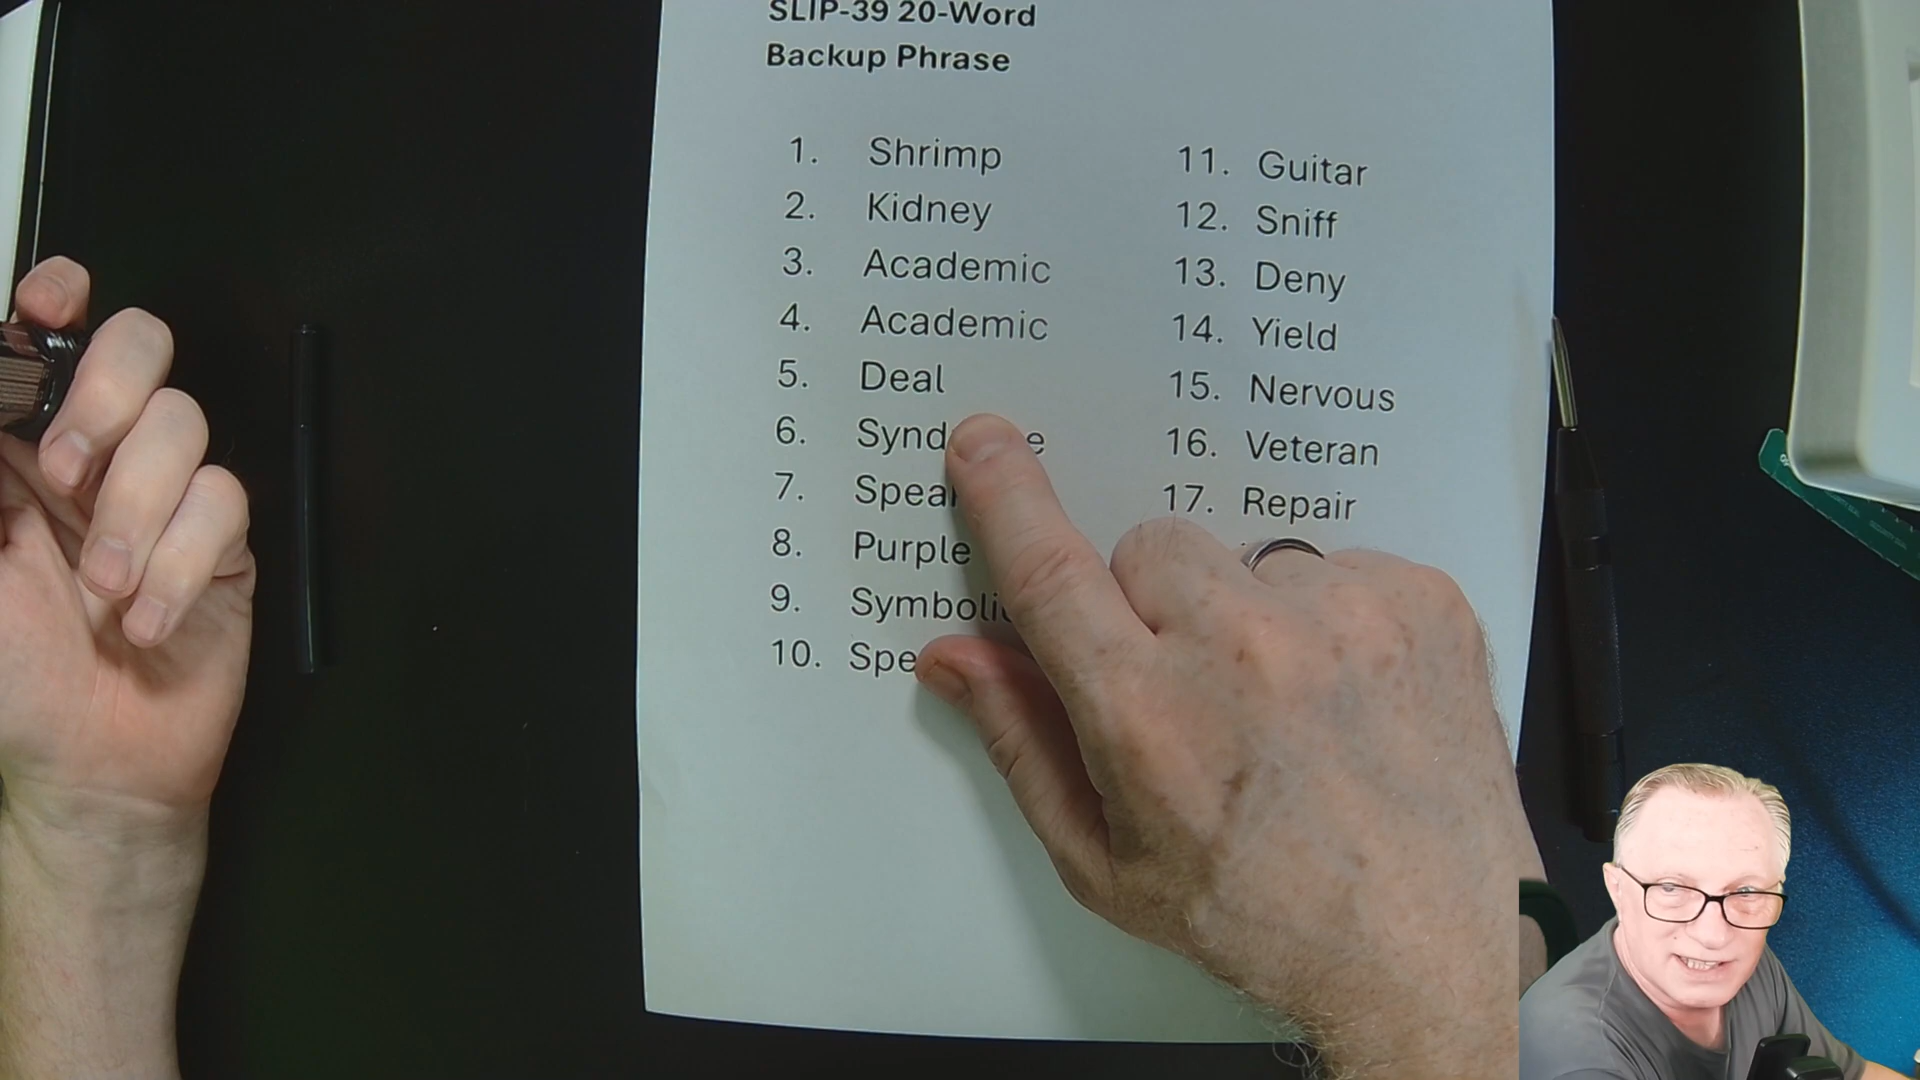 SLIP-39 20-Word
Backup Phrase
1. Shrimp
2. Kidney
3. Academic
4. Academic
5. Deal
6.
7.
8. Purple
9.
10.
11. Guitar
12. Sniff
13. Deny
14. Yield
15. Nervous
16. Veteran
17. Repair